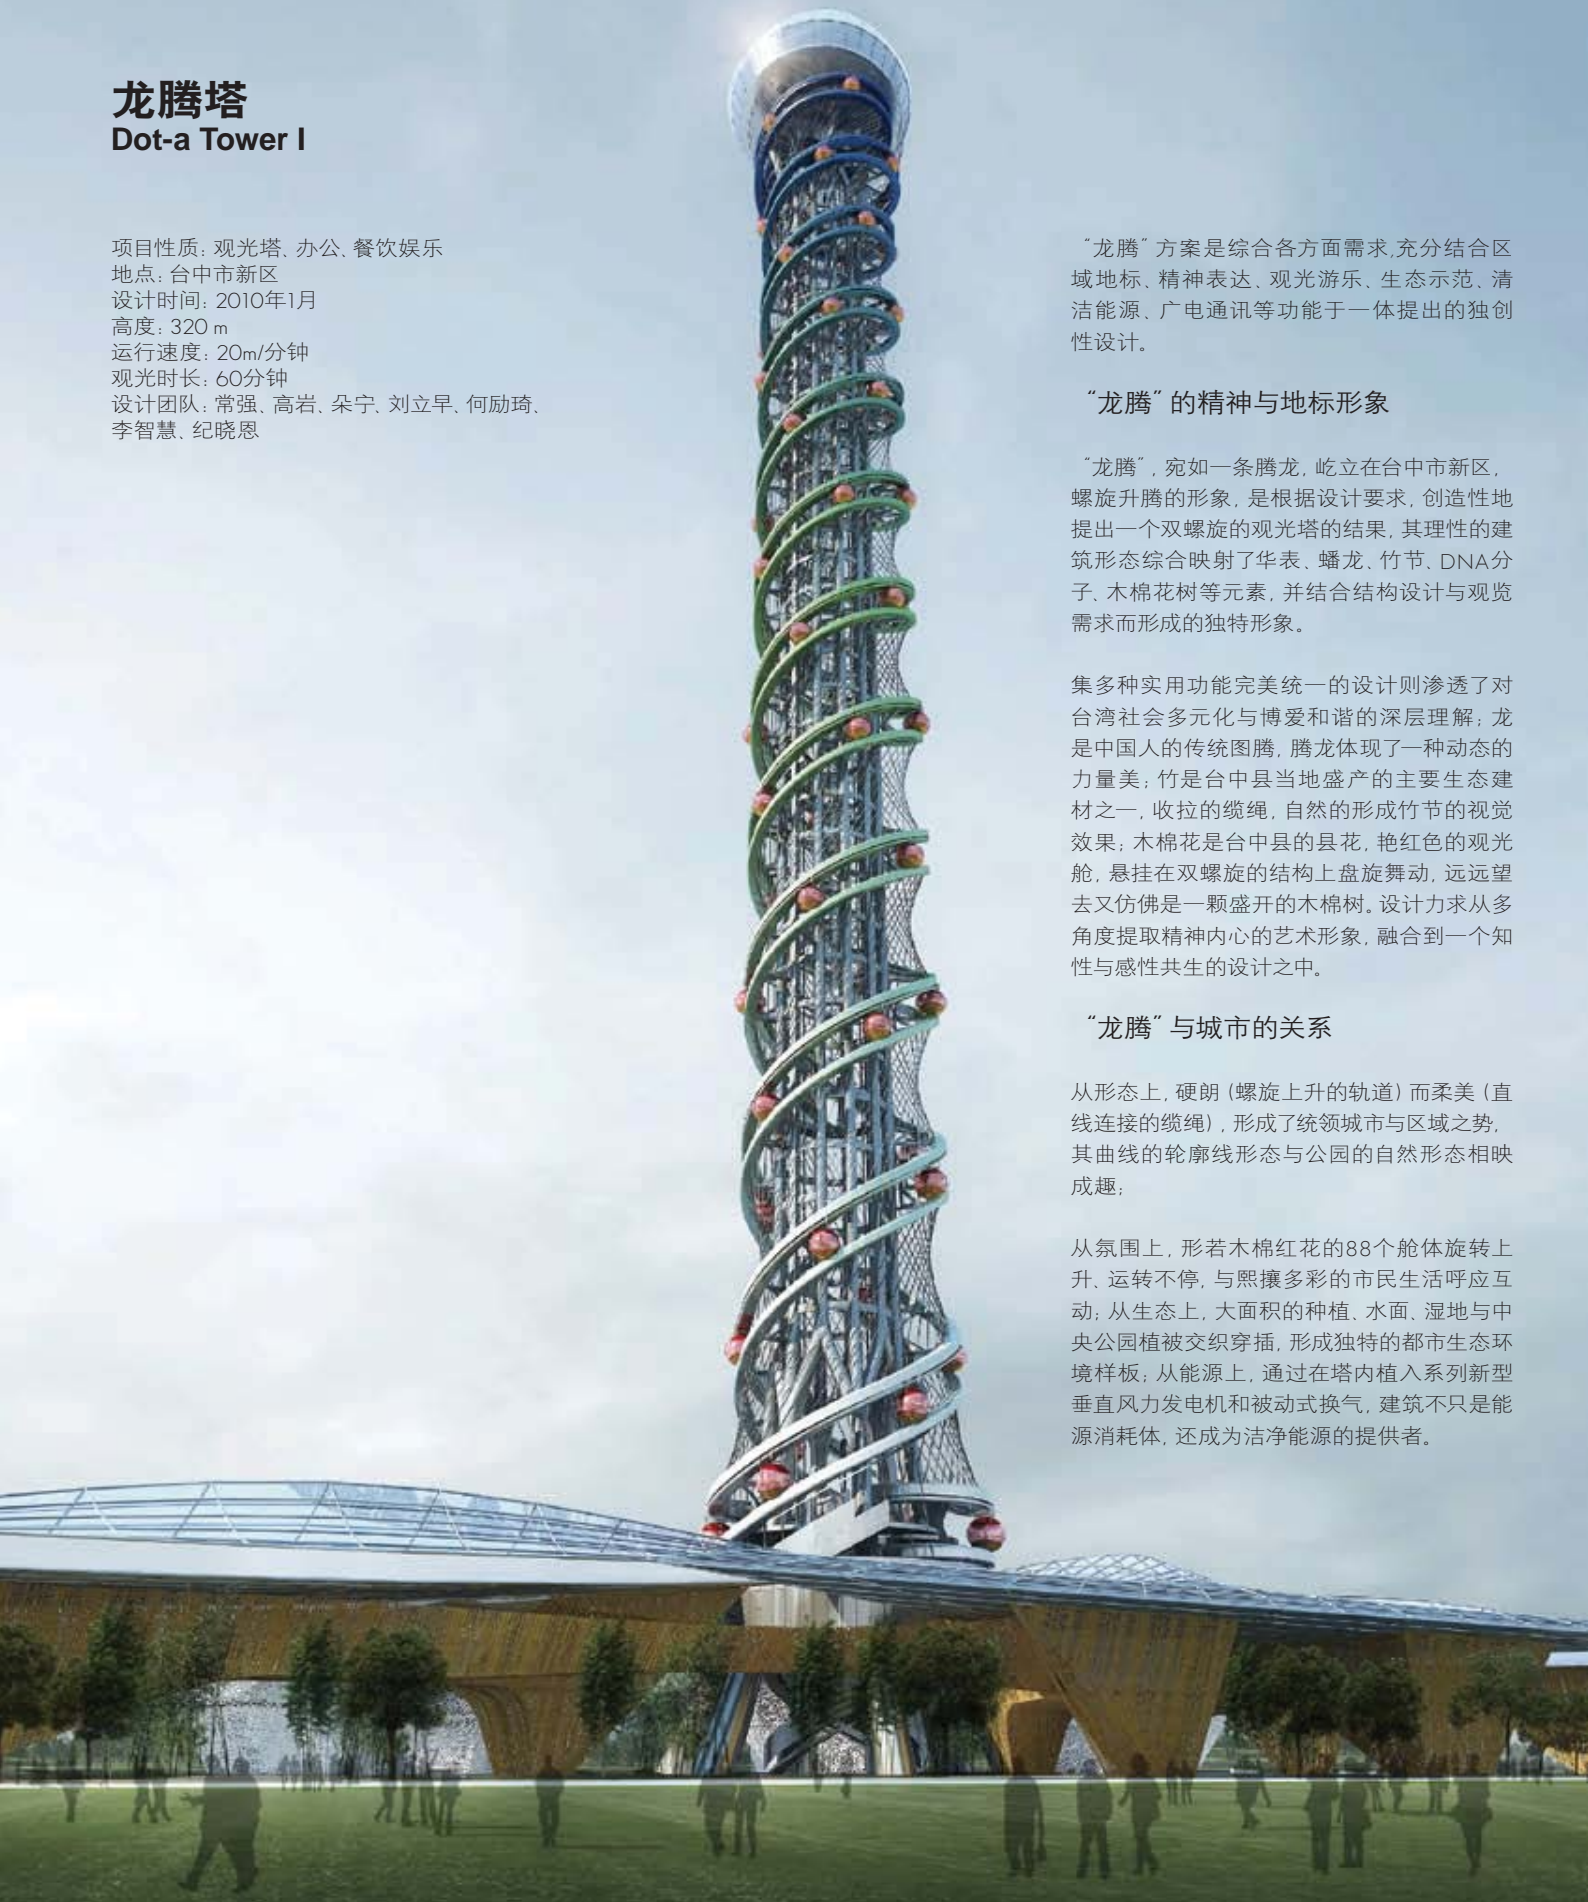 龙腾塔
Dot-a Tower I
项目性质: 观光塔、办公、餐饮娱乐
地点: 台中市新区
设计时间: 2010年1月
高度: 320 m
运行速度: 20m/分钟
观光时长: 60分钟
设计团队: 常强、高岩、朵宁、刘立早、何励琦、
李智慧、纪晓恩
“龙腾”方案是综合各方面需求,充分结合区
域地标、精神表达、观光游乐、生态示范、清
洁能源、广电通讯等功能于一体提出的独创
性设计。
“龙腾”的精神与地标形象
“龙腾”, 宛如一条腾龙, 屹立在台中市新区,
螺旋升腾的形象, 是根据设计要求, 创造性地
提出一个双螺旋的观光塔的结果, 其理性的建
筑形态综合映射了华表、蟠龙、竹节、DNA分
子、木棉花树等元素, 并结合结构设计与观览
需求而形成的独特形象。
集多种实用功能完美统一的设计则渗透了对
台湾社会多元化与博爱和谐的深层理解; 龙
是中国人的传统图腾, 腾龙体现了一种动态的
力量美; 竹是台中县当地盛产的主要生态建
材之一, 收拉的缆绳, 自然的形成竹节的视觉
效果; 木棉花是台中县的县花, 艳红色的观光
舱, 悬挂在双螺旋的结构上盘旋舞动, 远远望
去又仿佛是一颗盛开的木棉树。设计力求从多
角度提取精神内心的艺术形象, 融合到一个知
性与感性共生的设计之中。
“龙腾”与城市的关系
从形态上, 硬朗 (螺旋上升的轨道) 而柔美 (直
线连接的缆绳) , 形成了统领城市与区域之势,
其曲线的轮廓线形态与公园的自然形态相映
成趣;
从氛围上, 形若木棉红花的88个舱体旋转上
升、运转不停, 与熙攘多彩的市民生活呼应互
动; 从生态上, 大面积的种植、水面、湿地与中
央公园植被交织穿插, 形成独特的都市生态环
境样板; 从能源上, 通过在塔内植入系列新型
垂直风力发电机和被动式换气, 建筑不只是能
源消耗体, 还成为洁净能源的提供者。